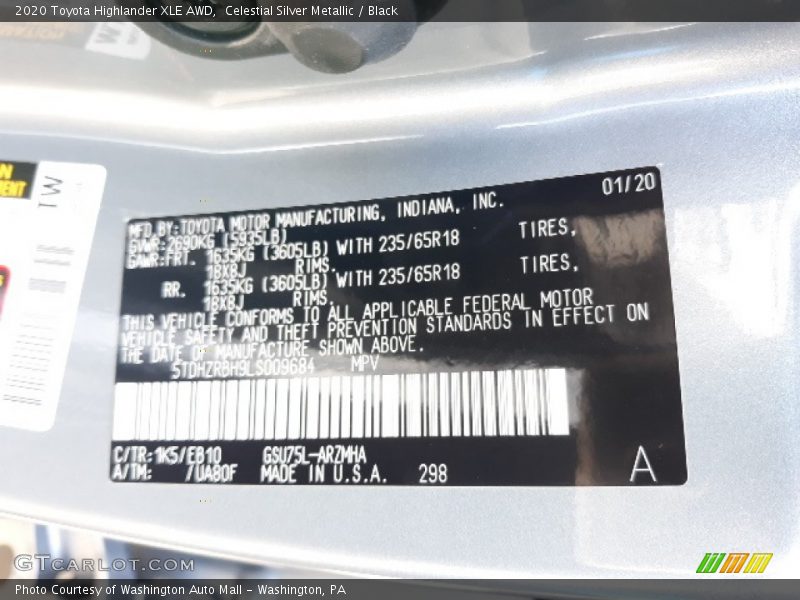 2020 Toyota Highlander XLE AWD,  Celestial Silver Metallic / Black
TW
01/20
MFD.BY:TOYOTA MOTOR MANUFACTURING, INDIANA, INC.
GVWR:2690KG (5935LB)
GAWR:FRT. 1635KG (3605LB) WITH 235/65R18 TIRES,
18X8J RIMS.
RR. 1635KG (3605LB) WITH 235/65R18 TIRES,
18X8J RIMS.
THIS VEHICLE CONFORMS TO ALL APPLICABLE FEDERAL MOTOR
VEHICLE SAFETY AND THEFT PREVENTION STANDARDS IN EFFECT ON
THE DATE OF MANUFACTURE SHOWN ABOVE.
5TDHZRBH9LS009684 MPV
C/TR:1K5/EB10 GSU75L-ARZMHA
A/TM: /UA80F MADE IN U.S.A. 298
A
GTCARLOT.COM
Photo Courtesy of Washington Auto Mall - Washington, PA